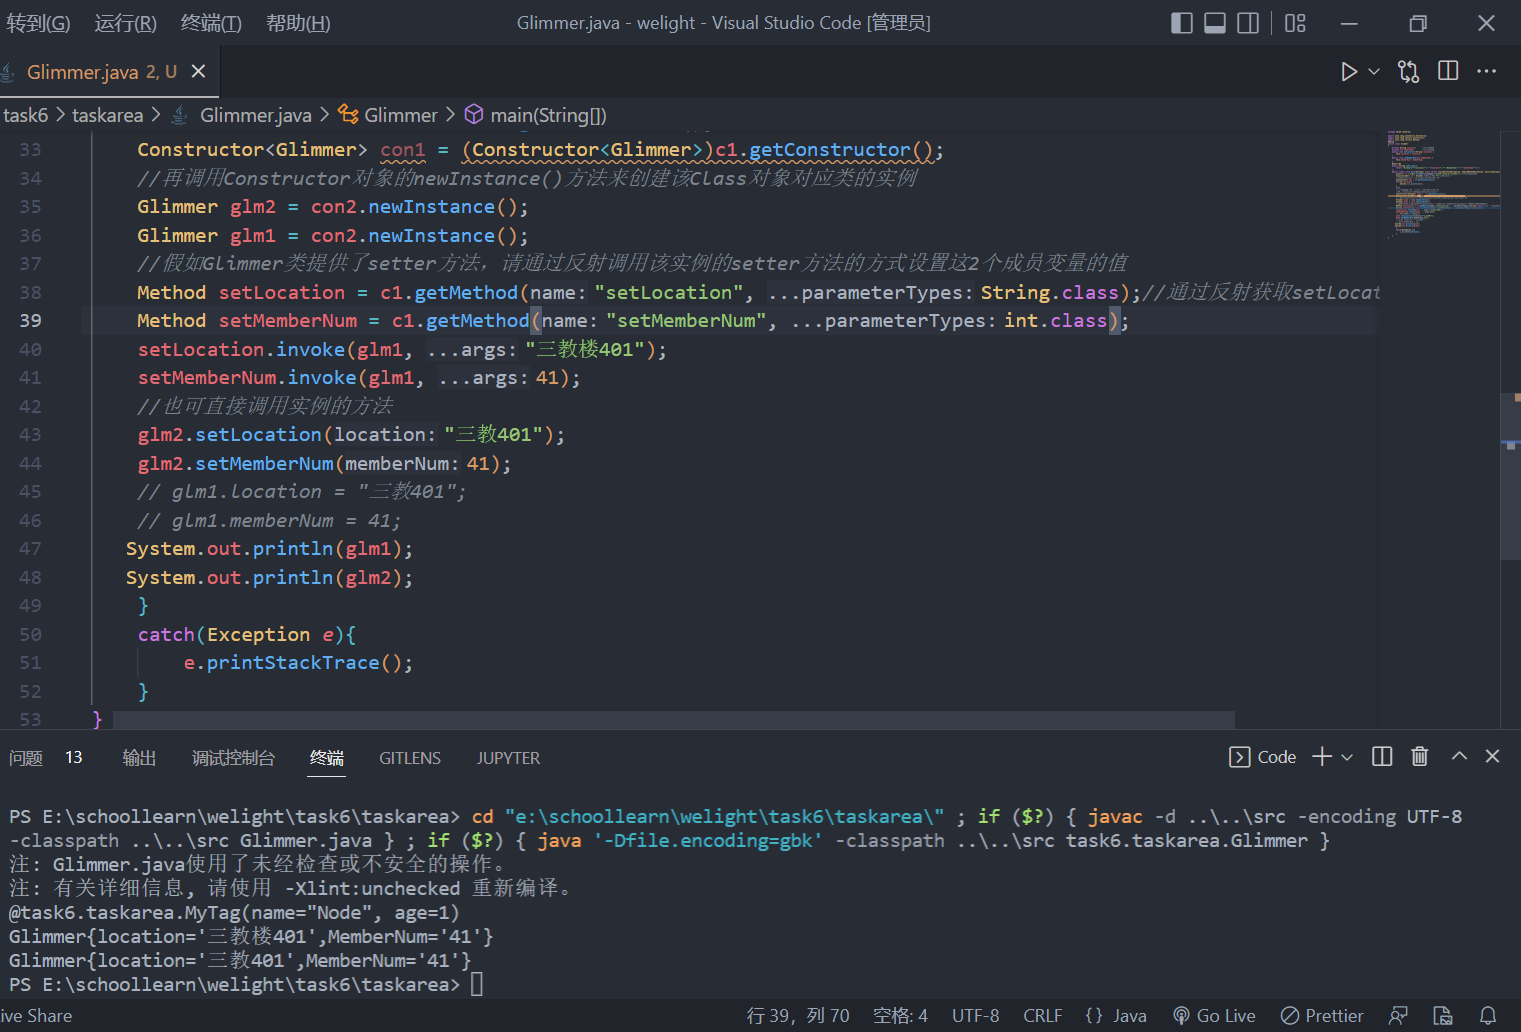 转到(G) 运行(R) 终端(T) 帮助(H) Glimmer.java - welight - Visual Studio Code [管理员]
Glimmer.java 2, U
task6 > taskarea > Glimmer.java > Glimmer > main(String[])
33 Constructor<Glimmer> con1 = (Constructor<Glimmer>)c1.getConstructor();
34 //再调用Constructor对象的newInstance()方法来创建该Class对象对应类的实例
35 Glimmer glm2 = con2.newInstance();
36 Glimmer glm1 = con2.newInstance();
37 //假如Glimmer类提供了setter方法，请通过反射调用该实例的setter方法的方式设置这2个成员变量的值
38 Method setLocation = c1.getMethod(name: "setLocation", ...parameterTypes: String.class);//通过反射获取setLocat
39 Method setMemberNum = c1.getMethod(name: "setMemberNum", ...parameterTypes: int.class);
40 setLocation.invoke(glm1, ...args: "三教楼401");
41 setMemberNum.invoke(glm1, ...args: 41);
42 //也可直接调用实例的方法
43 glm2.setLocation(location: "三教401");
44 glm2.setMemberNum(memberNum: 41);
45 // glm1.location = "三教401";
46 // glm1.memberNum = 41;
47 System.out.println(glm1);
48 System.out.println(glm2);
49 }
50 catch(Exception e){
51 e.printStackTrace();
52 }
53 }
问题 13 输出 调试控制台 终端 GITLENS JUPYTER Code
PS E:\schoollearn\welight\task6\taskarea> cd "e:\schoollearn\welight\task6\taskarea\" ; if ($?) { javac -d ..\..\src -encoding UTF-8
-classpath ..\..\src Glimmer.java } ; if ($?) { java '-Dfile.encoding=gbk' -classpath ..\..\src task6.taskarea.Glimmer }
注: Glimmer.java使用了未经检查或不安全的操作。
注: 有关详细信息, 请使用 -Xlint:unchecked 重新编译。
@task6.taskarea.MyTag(name="Node", age=1)
Glimmer{location='三教楼401',MemberNum='41'}
Glimmer{location='三教401',MemberNum='41'}
PS E:\schoollearn\welight\task6\taskarea>
ive Share 行 39，列 70 空格: 4 UTF-8 CRLF {} Java Go Live Prettier